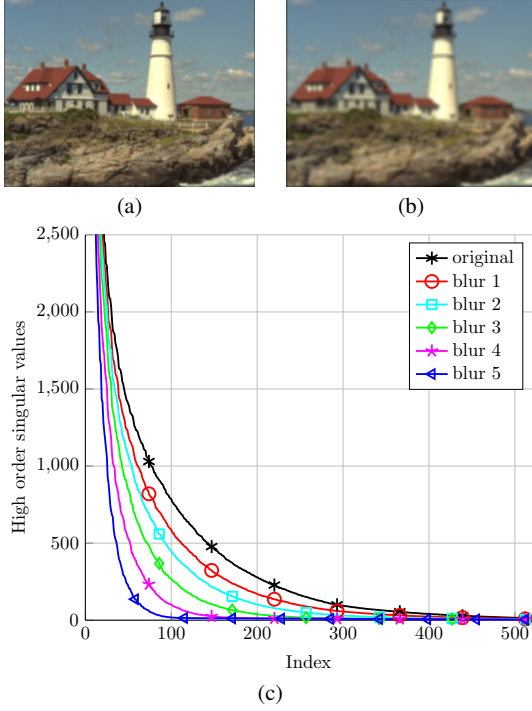 (a)
(b)
2,500
2,000
1,500
1,000
500
0
High order singular values
original
blur 1
blur 2
blur 3
blur 4
blur 5
0 100 200 300 400 500
Index
(c)